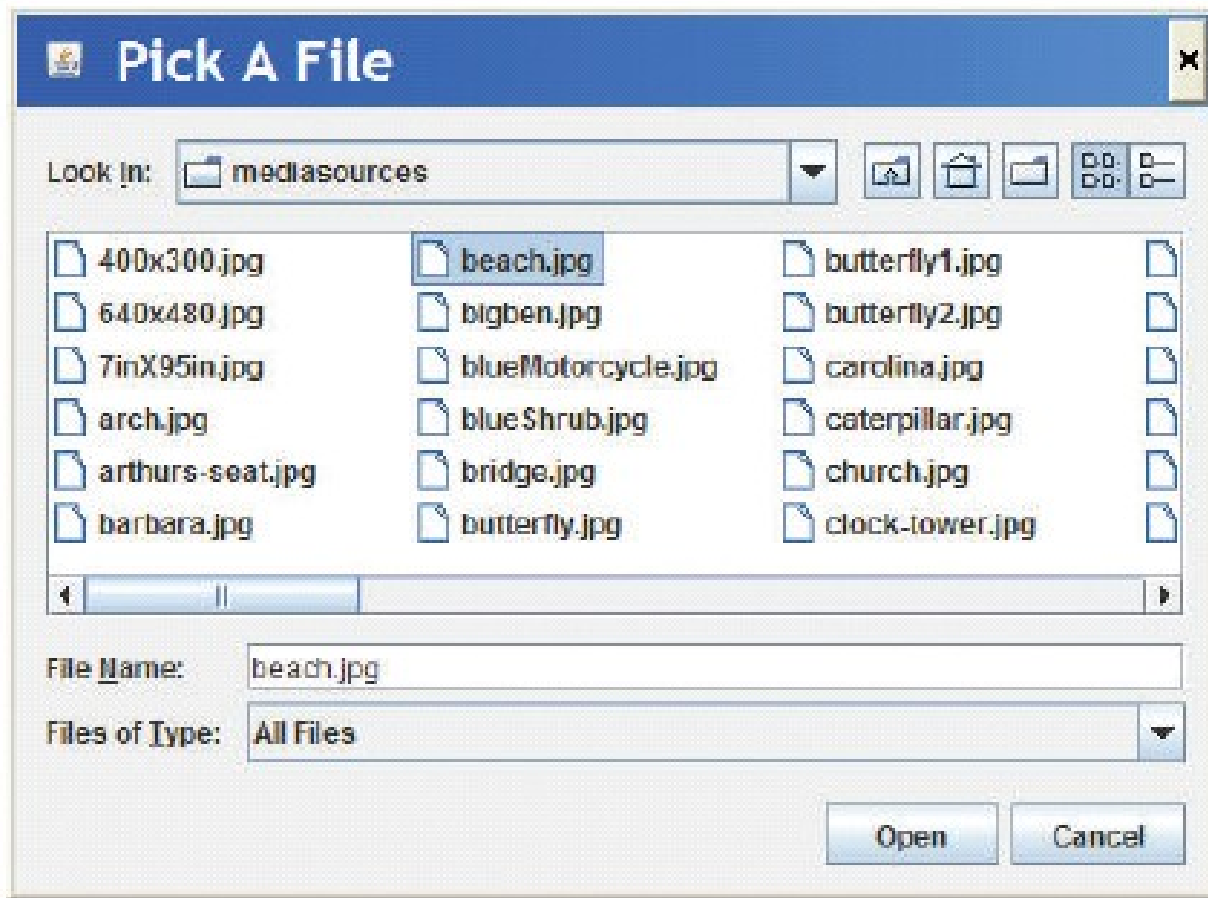 Pick A File
Look In: mediasources
400x300.jpg
640x480.jpg
7inX95in.jpg
arch.jpg
arthurs-seat.jpg
barbara.jpg
beach.jpg
bigben.jpg
blueMotorcycle.jpg
blueShrub.jpg
bridge.jpg
butterfly.jpg
butterfly1.jpg
butterfly2.jpg
carolina.jpg
caterpillar.jpg
church.jpg
clock-tower.jpg
File Name: beach.jpg
Files of Type: All Files
Open Cancel